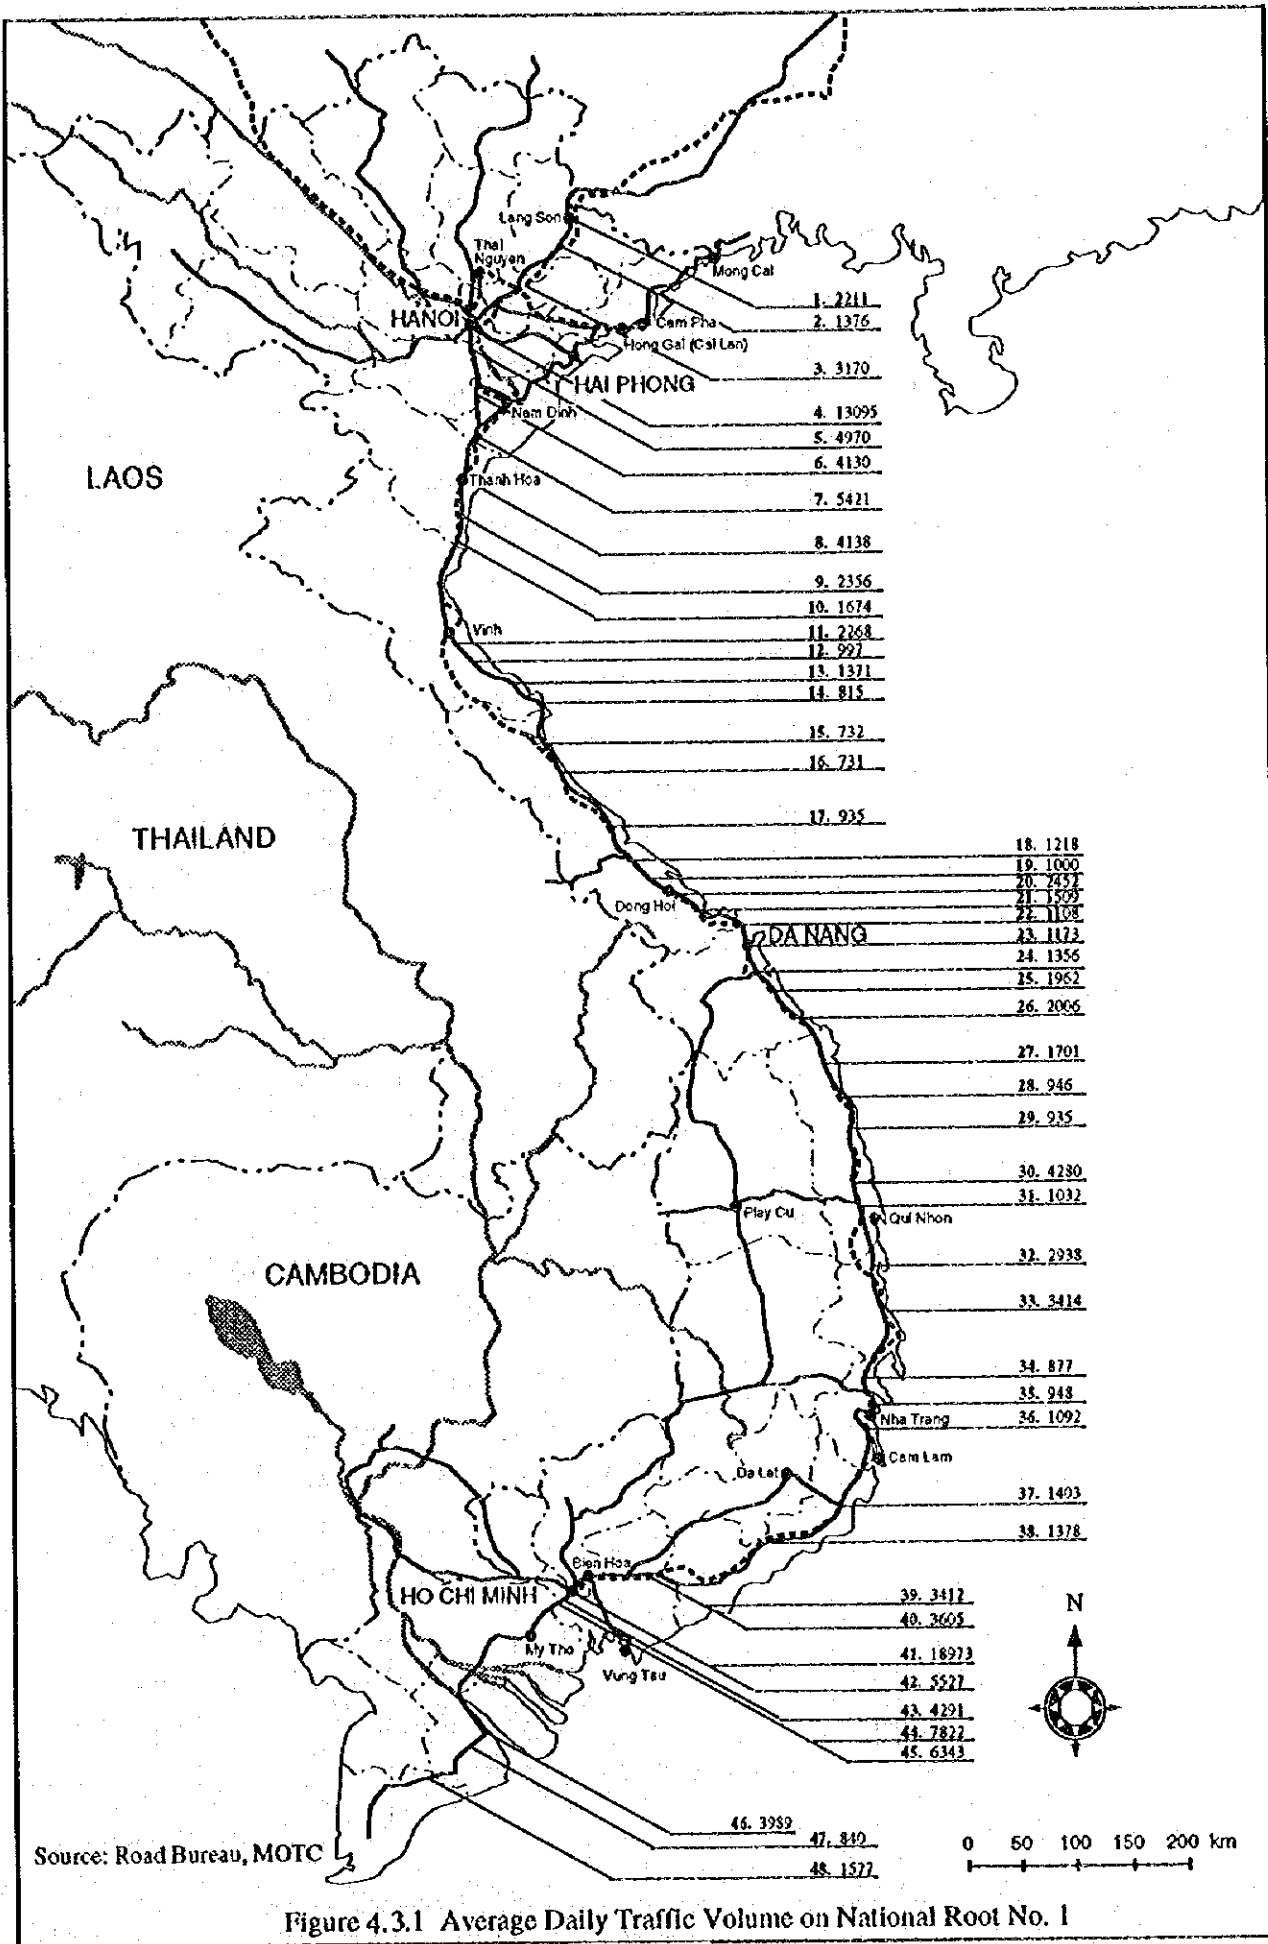 Lang Son
Thai
Nguyen
Mong Cai
1. 2211
HANOI
Cam Pha
2. 1376
Hong Gai (Cai Lan)
3. 3170
HAI PHONG
Nam Dinh
4. 13095
5. 4970
6. 4130
LAOS
Thanh Hoa
7. 5421
8. 4138
9. 2356
10. 1674
Vinh
11. 2268
12. 997
13. 1371
14. 815
15. 732
16. 731
17. 935
THAILAND
18. 1218
19. 1000
20. 2452
21. 1509
Dong Hoi
22. 1108
DA NANG
23. 1173
24. 1356
25. 1962
26. 2006
27. 1701
28. 946
29. 935
30. 4280
31. 1032
Play Cu
Qui Nhon
32. 2938
CAMBODIA
33. 3414
34. 877
35. 948
Nha Trang
36. 1092
Cam Lam
Da Lat
37. 1403
38. 1378
Bien Hoa
HO CHI MINH
39. 3412
N
40. 3605
My Tho
41. 18973
Vung Tau
42. 5527
43. 4291
44. 7822
45. 6343
46. 3989
47. 840
0 50 100 150 200 km
Source: Road Bureau, MOTC
48. 1577
Figure 4.3.1 Average Daily Traffic Volume on National Root No. 1